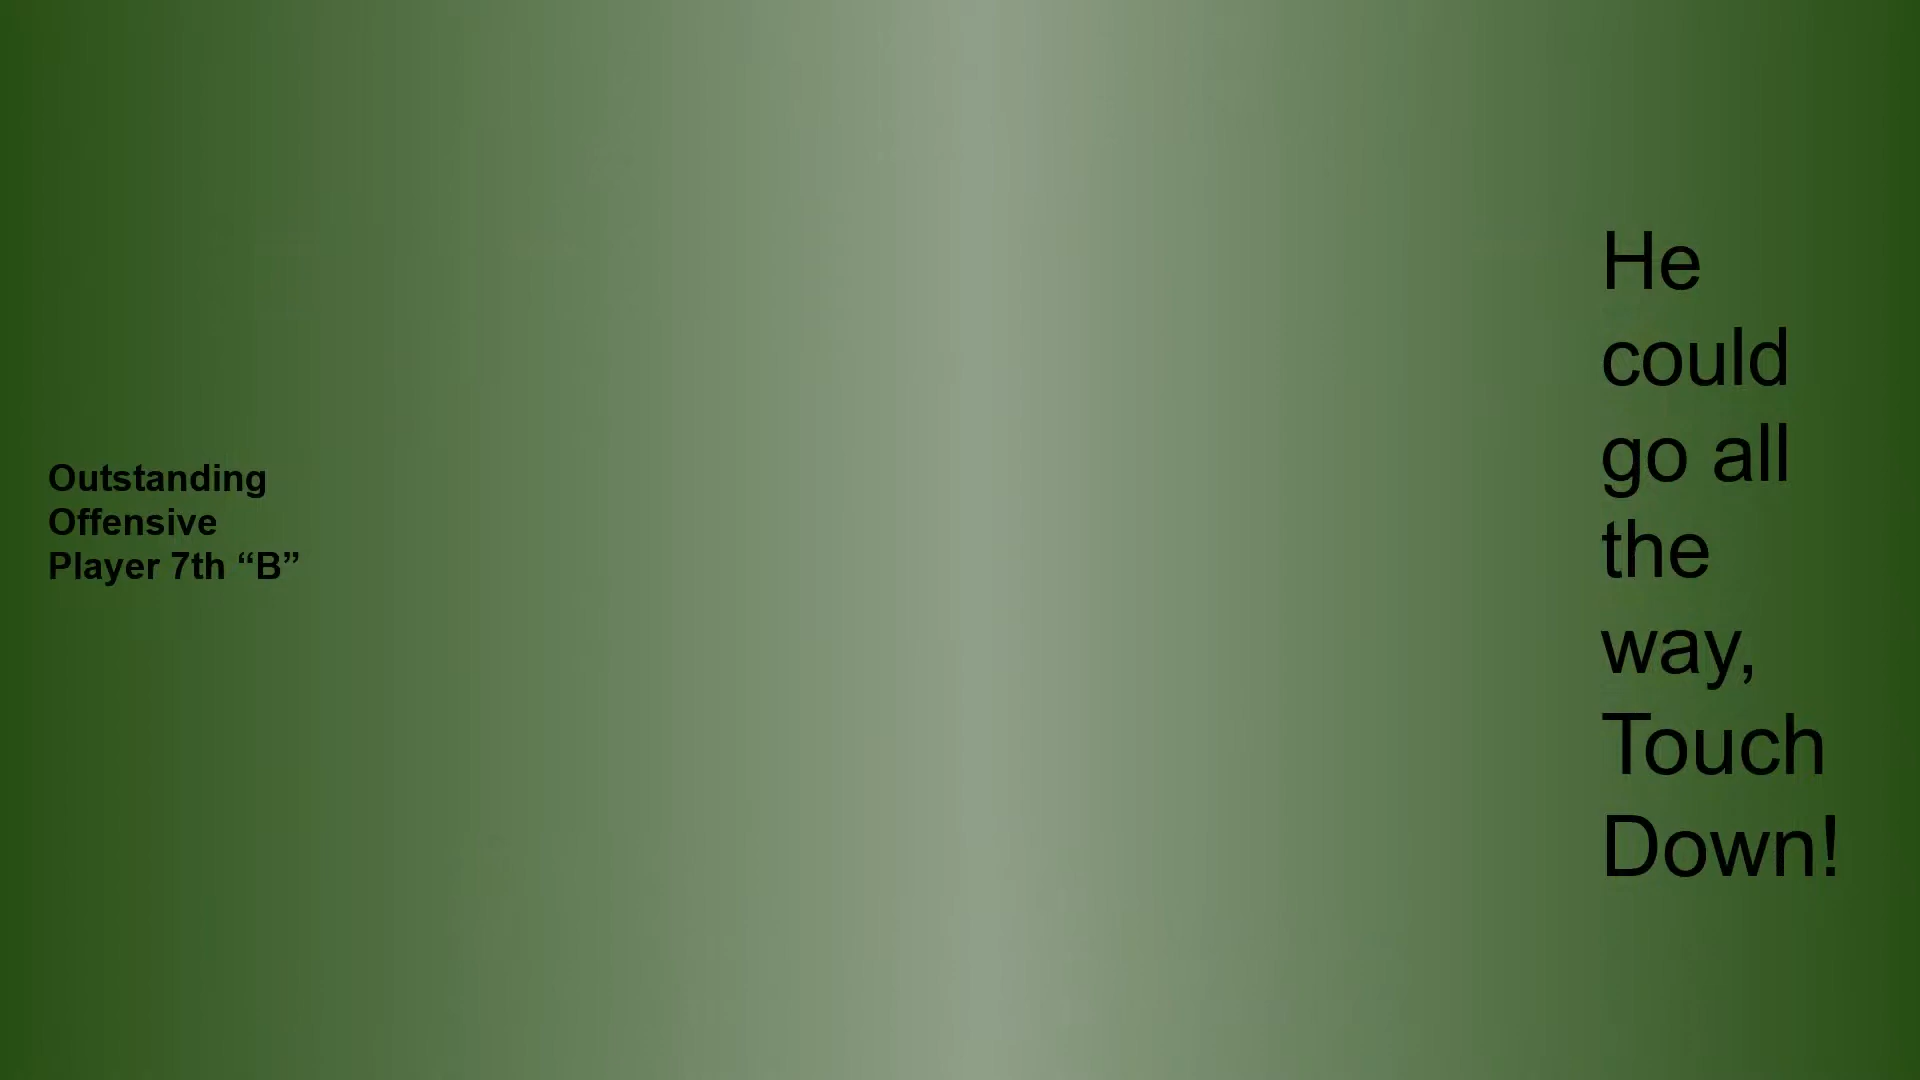 Outstanding
Offensive
Player 7th “B”
He
could
go all
the
way,
Touch
Down!